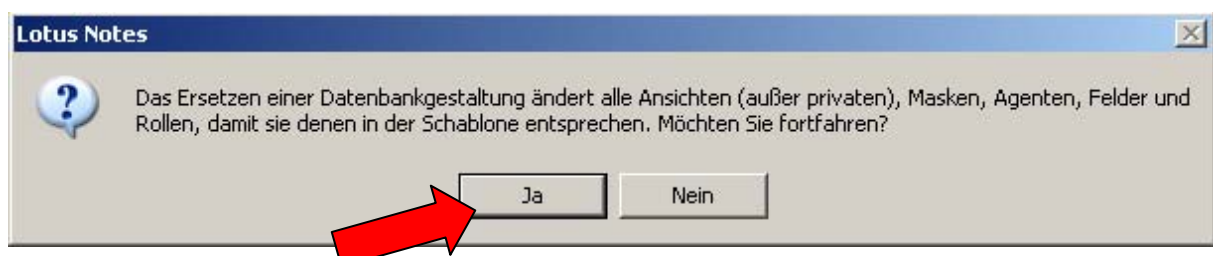 Lotus Notes
Das Ersetzen einer Datenbankgestaltung ändert alle Ansichten (außer privaten), Masken, Agenten, Felder und
Rollen, damit sie denen in der Schablone entsprechen. Möchten Sie fortfahren?
Ja
Nein